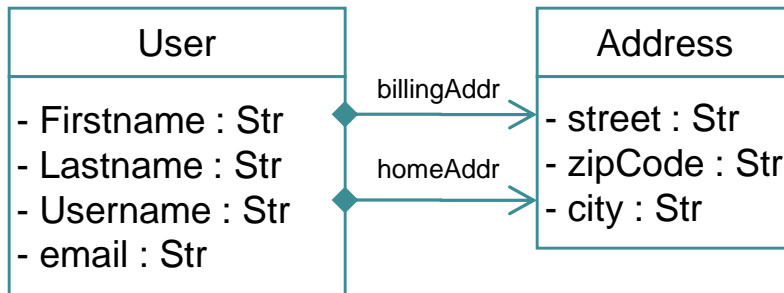 User
- Firstname : Str
- Lastname : Str
- Username : Str
- email : Str
billingAddr
homeAddr
Address
- street : Str
- zipCode : Str
- city : Str